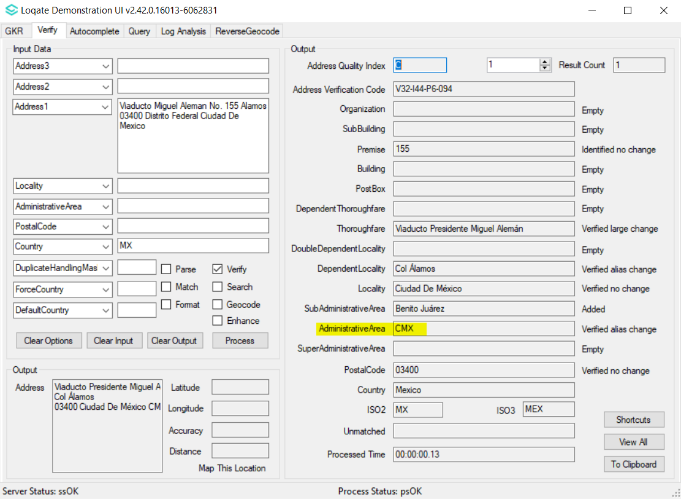 Loqate Demonstration UI v2.42.0.16013-6062831
GKR Verify Autocomplete Query Log Analysis ReverseGeocode
Input Data
Address3
Address2
Address1 Viaducto Miguel Aleman No. 155 Alamos
03400 Distrito Federal Ciudad De
Mexico
Locality
AdministrativeArea
PostalCode
Country MX
DuplicateHandlingMas Parse Verify
ForceCountry Match Search
DefaultCountry Format Geocode
Enhance
Clear Options Clear Input Clear Output Process
Output
Address Viaducto Presidente Miguel A
Col Álamos
03400 Ciudad De México CM
Latitude
Longitude
Accuracy
Distance
Map This Location
Output
Address Quality Index C 1 Result Count 1
Address Verification Code V32-I44-P6-094
Organization Empty
SubBuilding Empty
Premise 155 Identified no change
Building Empty
PostBox Empty
DependentThoroughfare Empty
Thoroughfare Viaducto Presidente Miguel Alemán Verified large change
DoubleDependentLocality Empty
DependentLocality Col Álamos Verified alias change
Locality Ciudad De México Verified no change
SubAdministrativeArea Benito Juárez Added
AdministrativeArea CMX Verified alias change
SuperAdministrativeArea Empty
PostalCode 03400 Verified no change
Country Mexico
ISO2 MX ISO3 MEX
Unmatched
Processed Time 00:00:00.13
Shortcuts
View All
To Clipboard
Server Status: ssOK Process Status: psOK